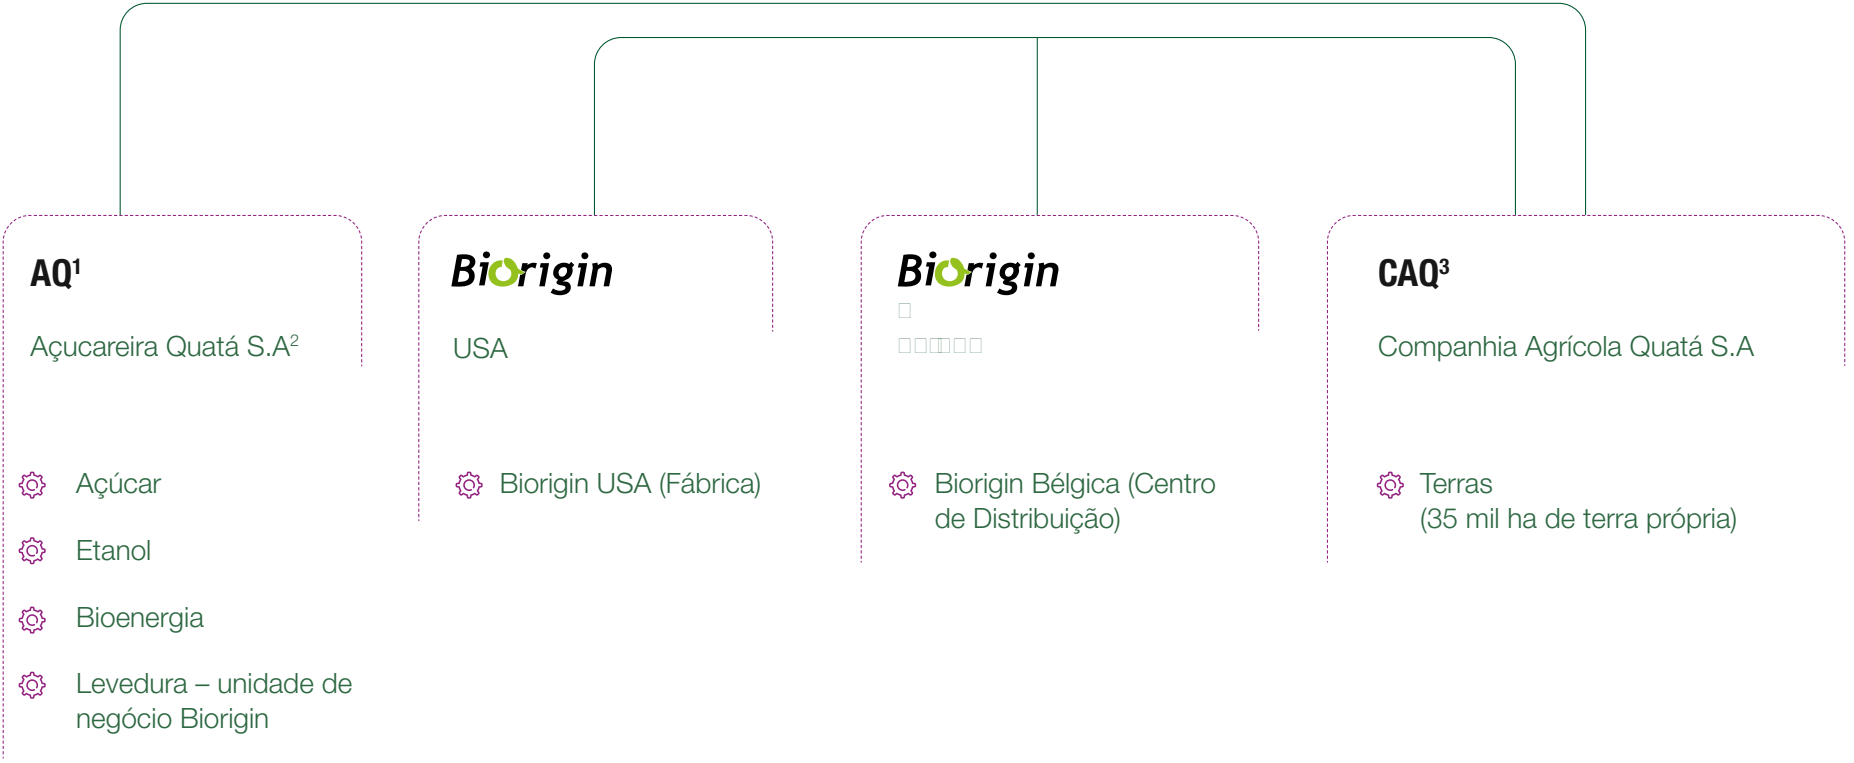 AQ¹
Açucareira Quatá S.A²
Açúcar
Etanol
Bioenergia
Levedura – unidade de
negócio Biorigin
Biorigin
USA
Biorigin USA (Fábrica)
Biorigin
Biorigin Bélgica (Centro
de Distribuição)
CAQ³
Companhia Agrícola Quatá S.A
Terras
(35 mil ha de terra própria)